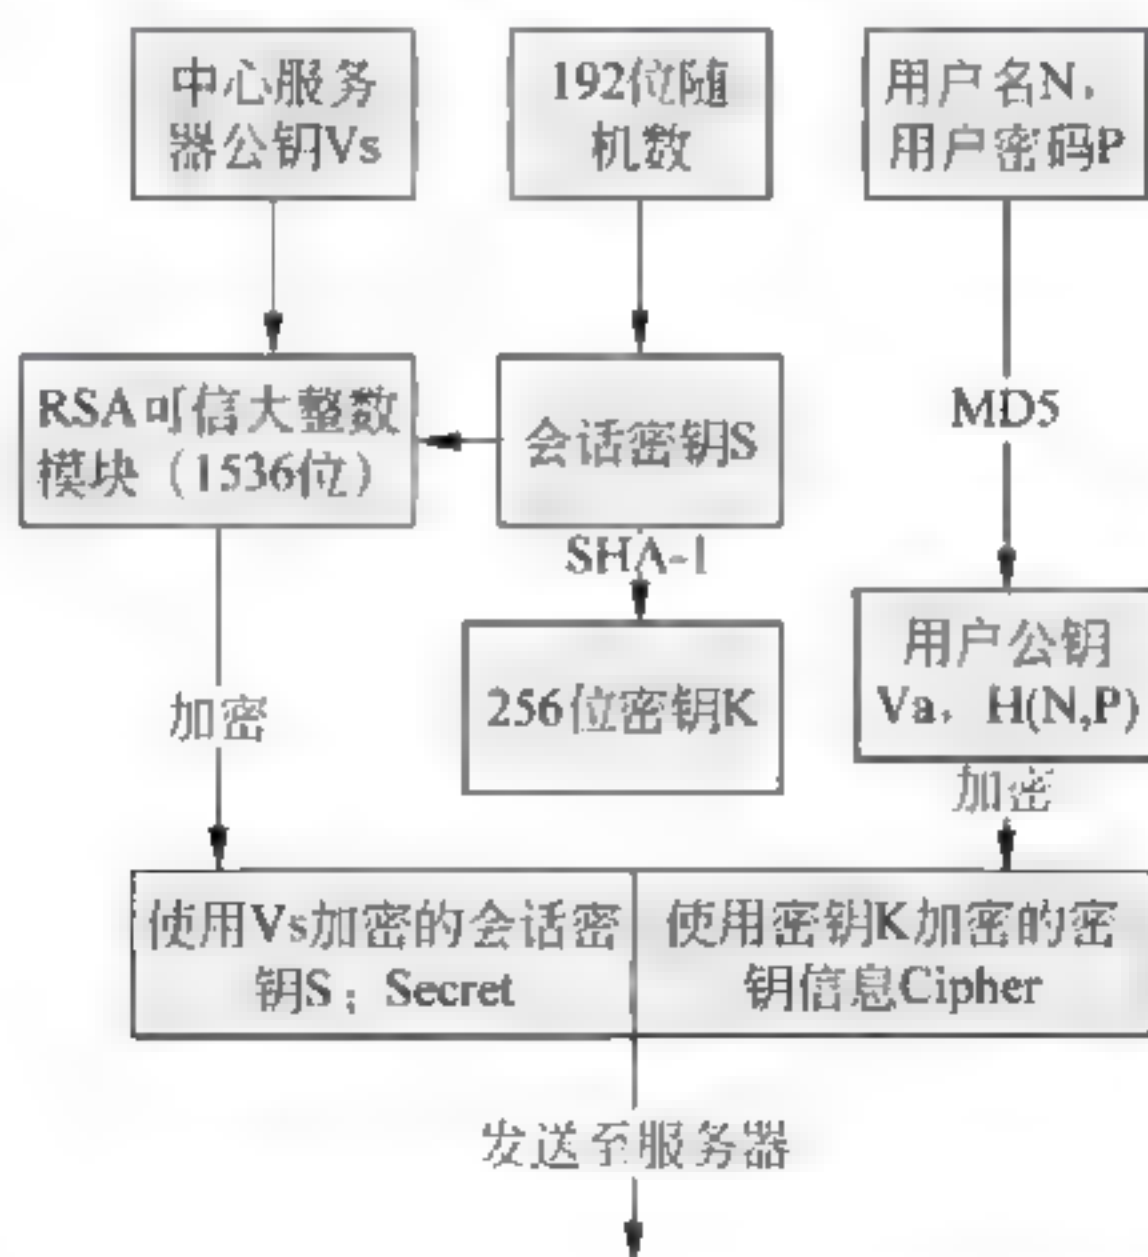 中心服务
器公钥Vs
192位随
机数
用户名N，
用户密码P
RSA可信大整数
模块（1536位）
会话密钥S
MD5
SHA-1
256位密钥K
用户公钥
Va，H(N,P)
加密
加密
使用Vs加密的会话密
钥S；Secret
使用密钥K加密的密
钥信息Cipher
发送至服务器